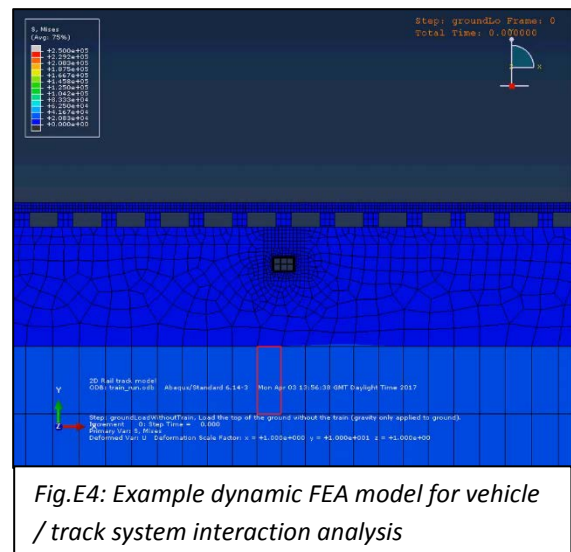 Step: groundLo Frame: 0
Total Time: 0.000000
S, Mises
(Avg: 75%)
+2.500e+05
+2.292e+05
+2.083e+05
+1.875e+05
+1.667e+05
+1.458e+05
+1.250e+05
+1.042e+05
+8.333e+04
+6.250e+04
+4.167e+04
+2.083e+04
+0.000e+00
X
2D Rail track model
ODB: train_run.odb Abaqus/Standard 6.14-3 Mon Apr 03 13:56:38 GMT Daylight Time 2017
Y
Z
Step: groundLoadWithoutTrain, Load the top of the ground without the train (gravity only applied to ground).
Increment 0: Step Time = 0.000
Primary Var: S, Mises
Deformed Var: U Deformation Scale Factor: x = +1.000e+000 y = +1.000e+001 z = +1.000e+00
Fig.E4: Example dynamic FEA model for vehicle
/ track system interaction analysis